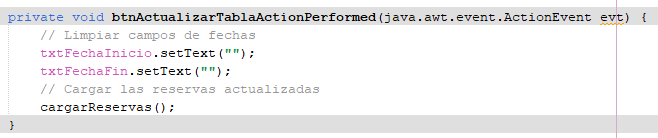 private void btnActualizarTablaActionPerformed(java.awt.event.ActionEvent evt) {
// Limpiar campos de fechas
txtFechaInicio.setText("");
txtFechaFin.setText("");
// Cargar las reservas actualizadas
cargarReservas();
}